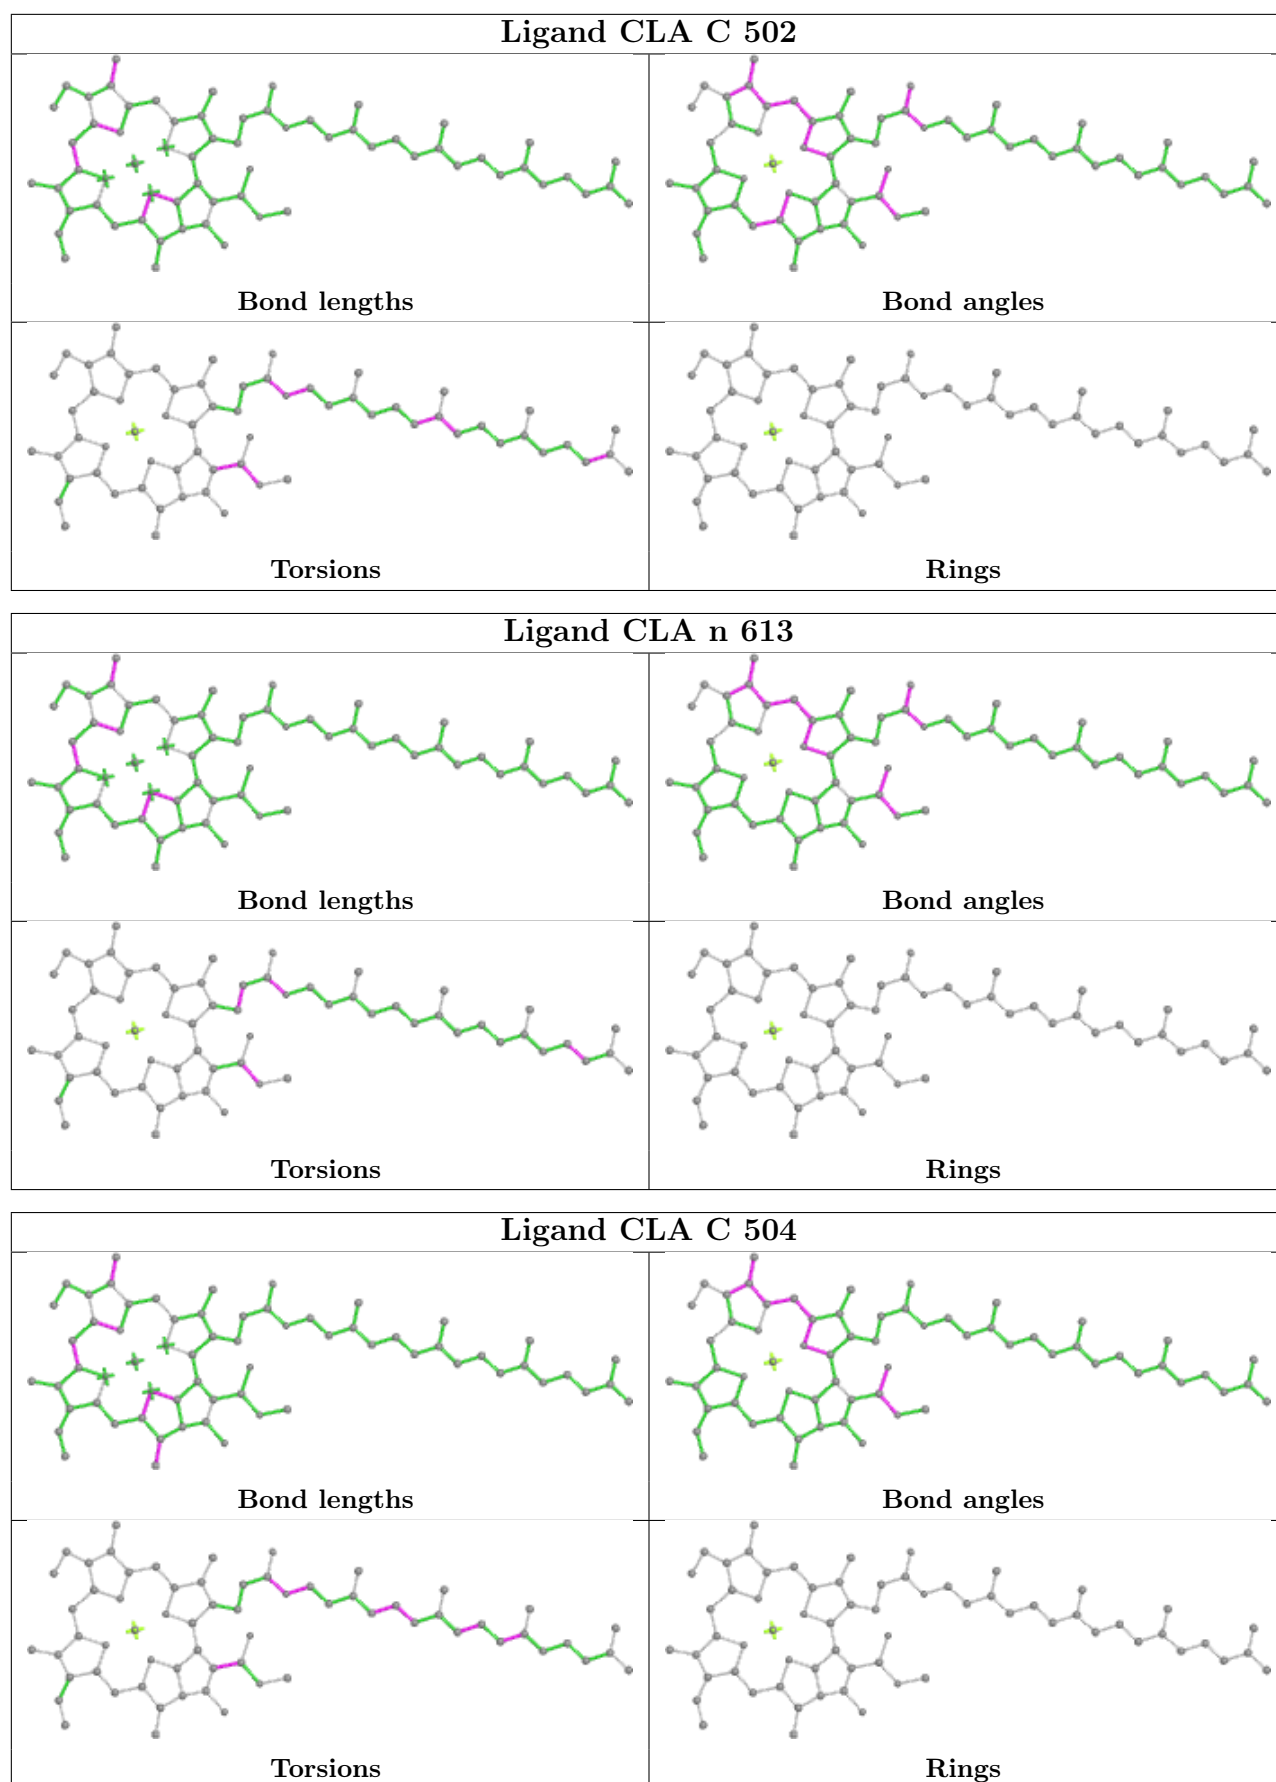 Ligand CLA C 502
Bond lengths
Bond angles
Torsions
Rings
Ligand CLA n 613
Bond lengths
Bond angles
Torsions
Rings
Ligand CLA C 504
Bond lengths
Bond angles
Torsions
Rings